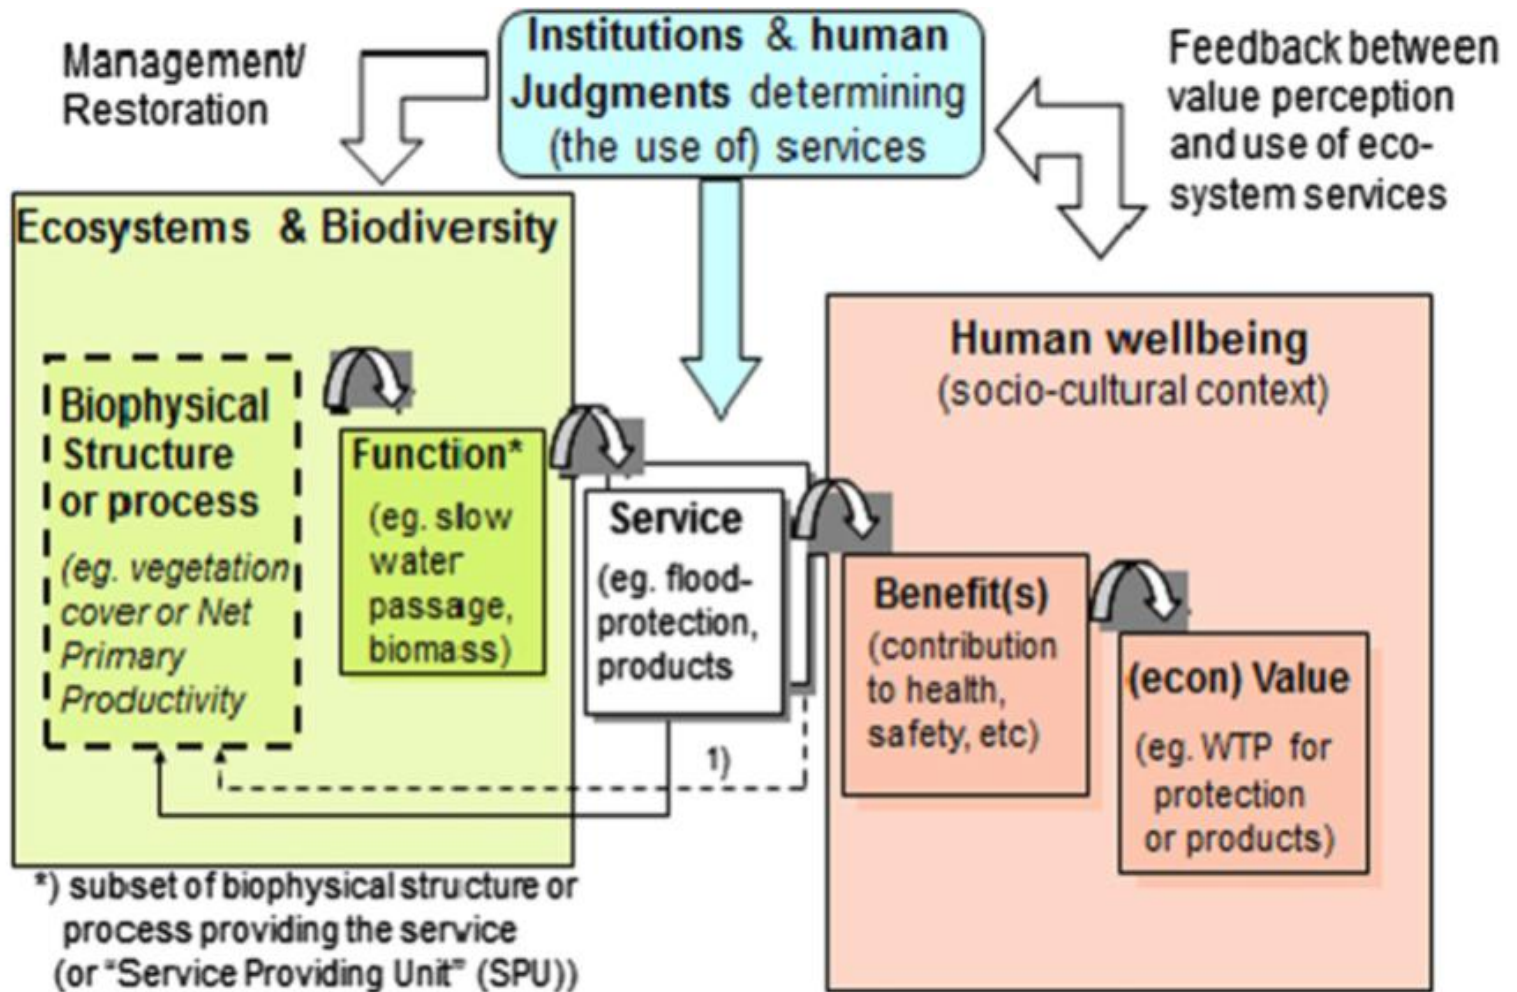 Management/
Restoration
Institutions & human
Judgments determining
(the use of) services
Feedback between
value perception
and use of eco-
system services
Ecosystems & Biodiversity
Biophysical
Structure
or process
(eg. vegetation
cover or Net
Primary
Productivity
Function*
(eg. slow
water
passage,
biomass)
Service
(eg. flood-
protection,
products
1)
Human wellbeing
(socio-cultural context)
Benefit(s)
(contribution
to health,
safety, etc)
(econ) Value
(eg. WTP for
protection
or products)
*) subset of biophysical structure or
process providing the service
(or “Service Providing Unit” (SPU))